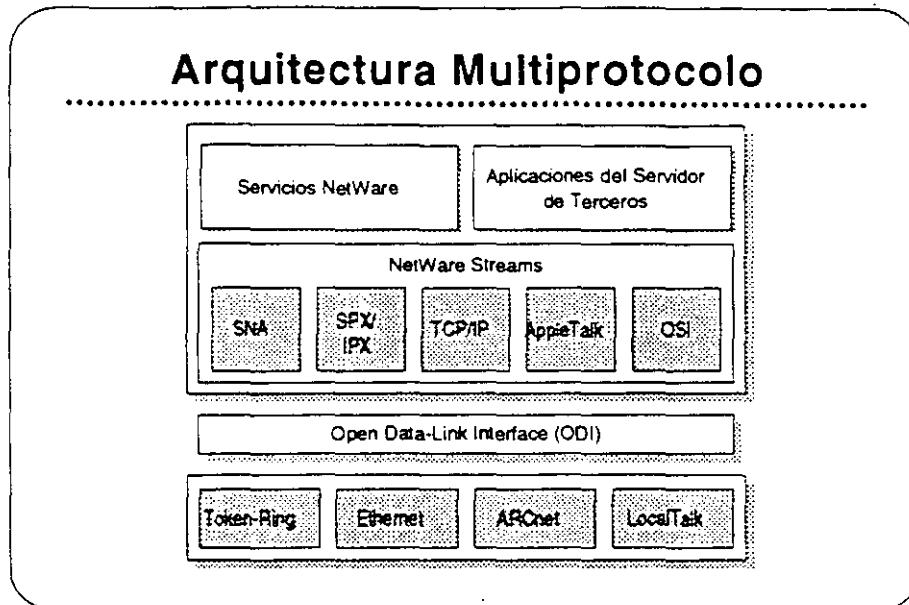 Arquitectura Multiprotocolo
Servicios NetWare
Aplicaciones del Servidor
de Terceros
NetWare Streams
SNA
SPX/
IPX
TCP/IP
AppleTalk
OSI
Open Data-Link Interface (ODI)
Token-Ring
Ethernet
ARCnet
LocalTalk